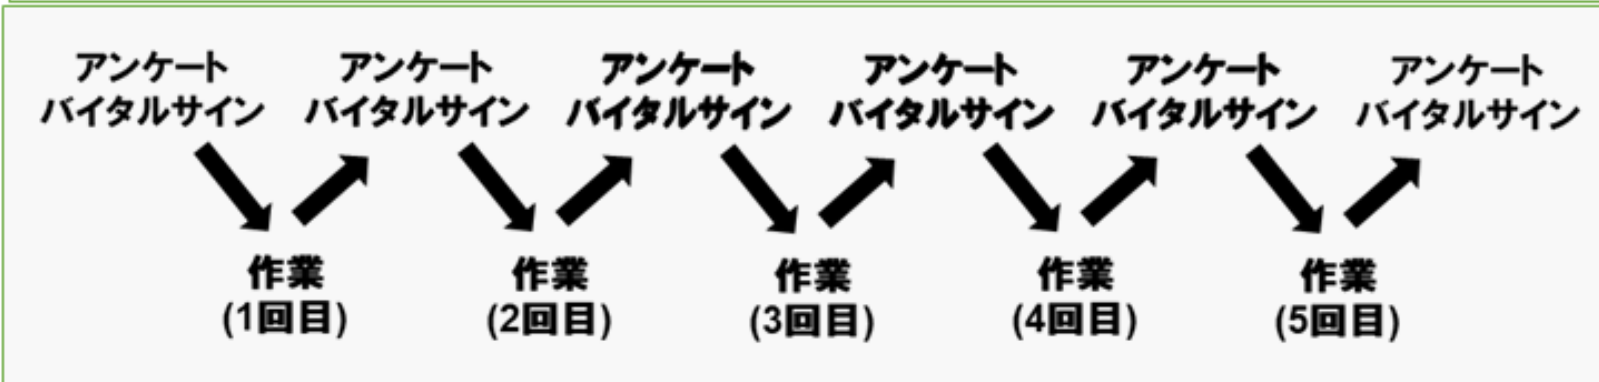 アンケート
バイタルサイン
アンケート
バイタルサイン
アンケート
バイタルサイン
アンケート
バイタルサイン
アンケート
バイタルサイン
アンケート
バイタルサイン
作業
(1回目)
作業
(2回目)
作業
(3回目)
作業
(4回目)
作業
(5回目)